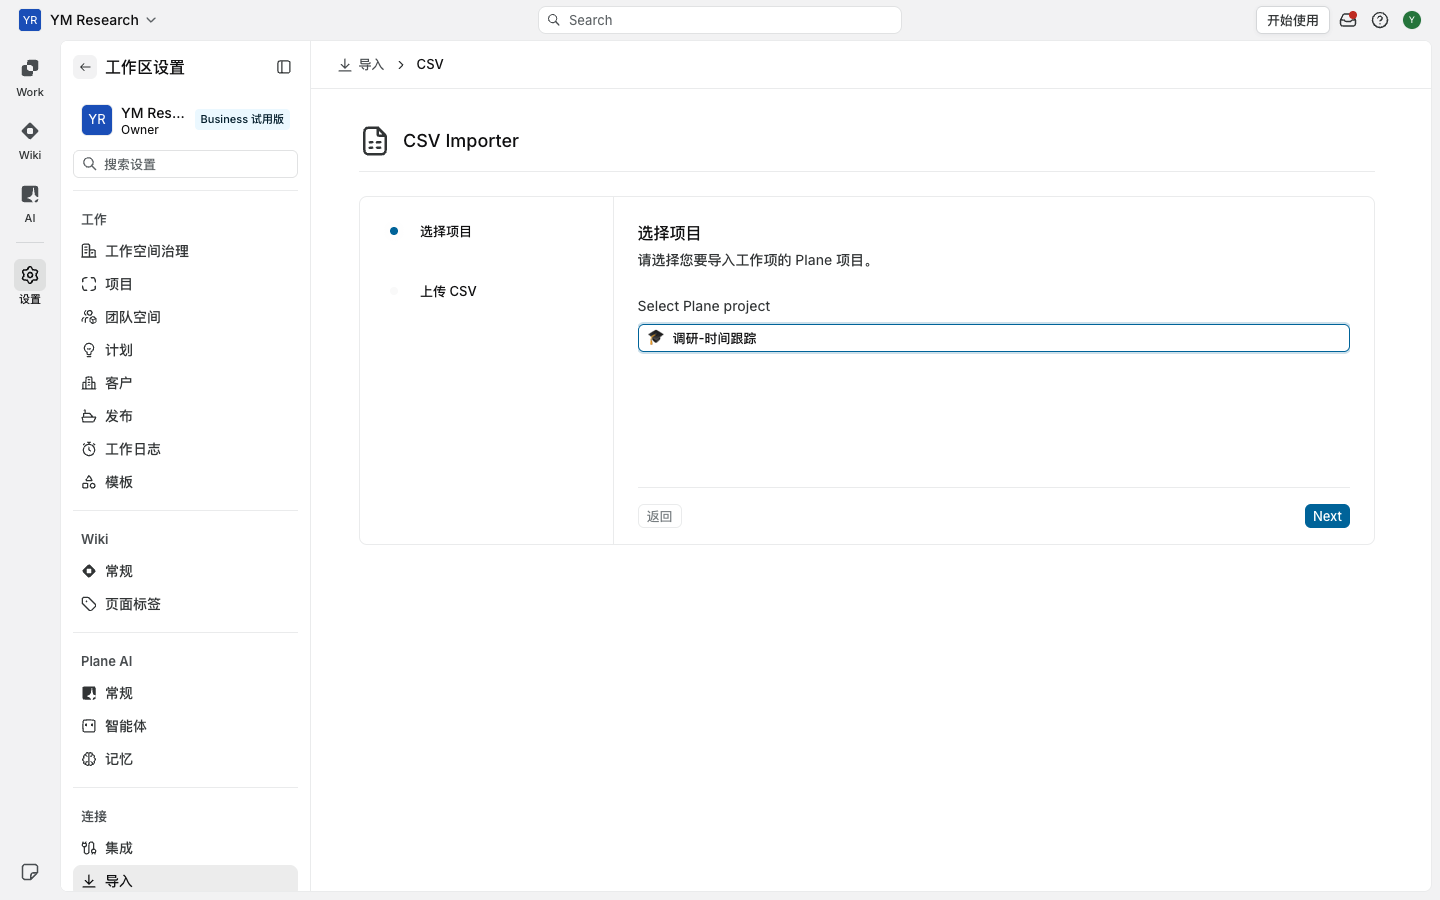 YR
YM Research
Search
开始使用
Y
Work
Wiki
AI
设置
工作区设置
YR
YM Res...
Owner
Business 试用版
搜索设置
工作
工作空间治理
项目
团队空间
计划
客户
发布
工作日志
模板
Wiki
常规
页面标签
Plane AI
常规
智能体
记忆
连接
集成
导入
导入
CSV
CSV Importer
选择项目
上传 CSV
选择项目
请选择您要导入工作项的 Plane 项目。
Select Plane project
调研-时间跟踪
返回
Next